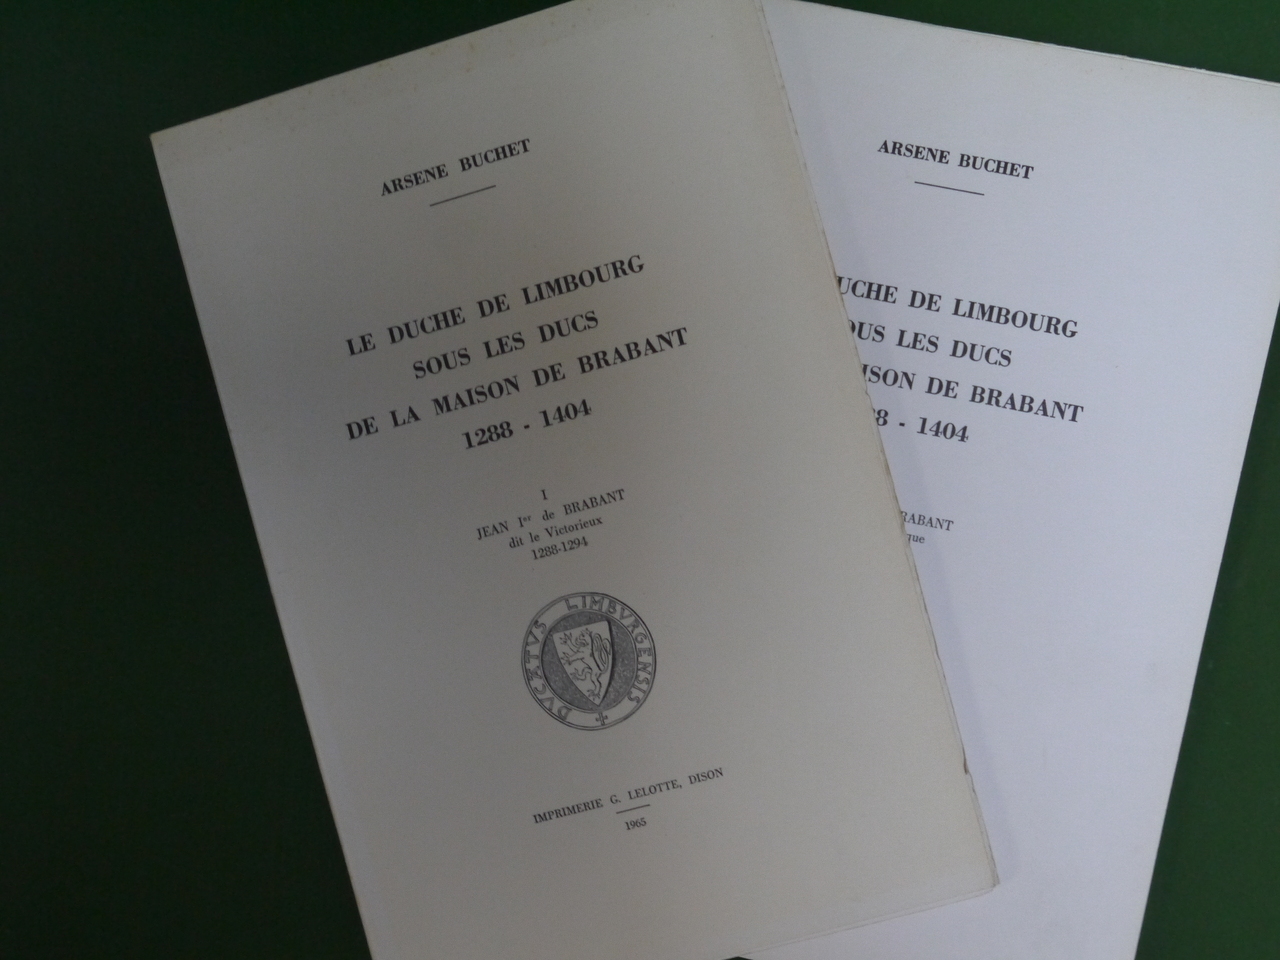 ARSENE BUCHET
LE DUCHE DE LIMBOURG
SOUS LES DUCS
DE LA MAISON DE BRABANT
1288 - 1404
I
JEAN Ier de BRABANT
dit le Victorieux
1288-1294
DUCATUS LIMBURGENSIS
IMPRIMERIE G. LELOTTE, DISON
1965
ARSENE BUCHET
UCHE DE LIMBOURG
OUS LES DUCS
ISON DE BRABANT
8 - 1404
RABANT
que